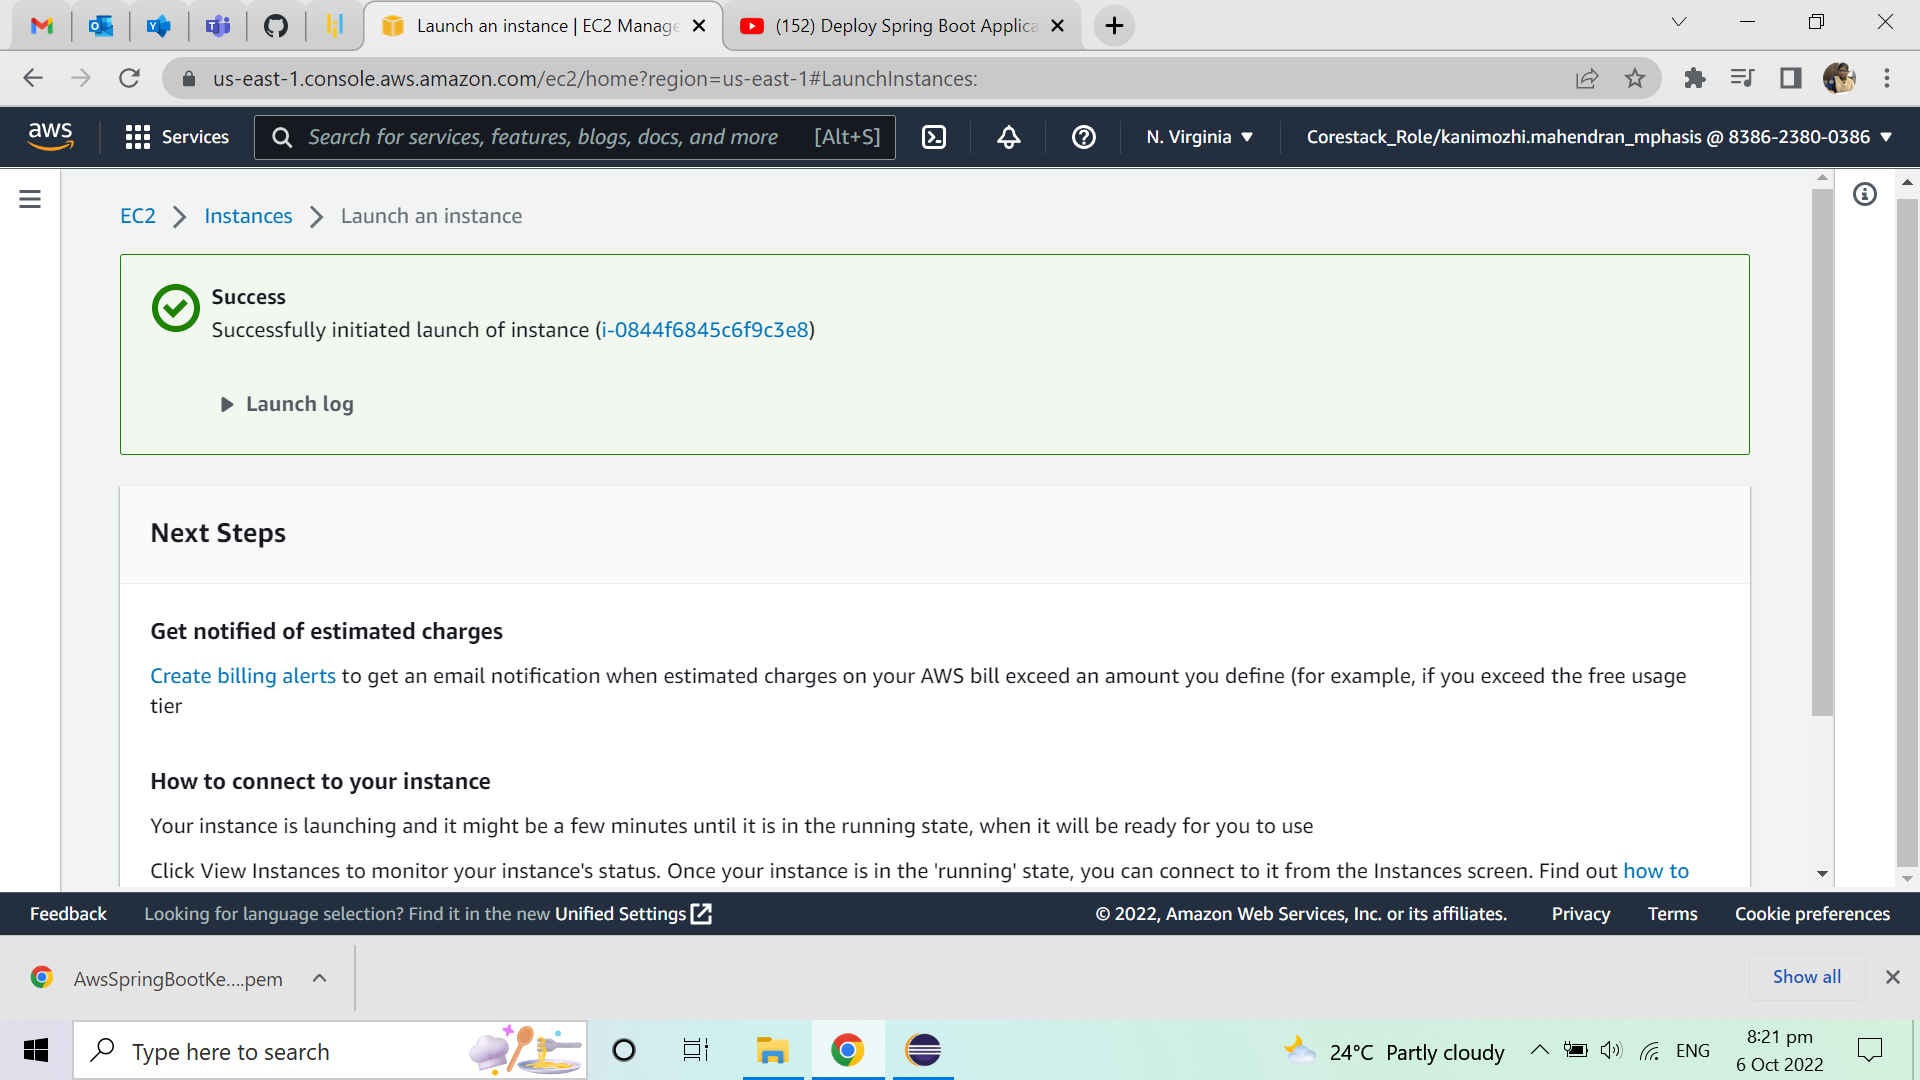 Launch an instance | EC2 Manage
(152) Deploy Spring Boot Applica
us-east-1.console.aws.amazon.com/ec2/home?region=us-east-1#LaunchInstances:
aws
Services
Search for services, features, blogs, docs, and more
[Alt+S]
N. Virginia
Corestack_Role/kanimozhi.mahendran_mphasis @ 8386-2380-0386
EC2
Instances
Launch an instance
Success
Successfully initiated launch of instance (i-0844f6845c6f9c3e8)
Launch log
Next Steps
Get notified of estimated charges
Create billing alerts to get an email notification when estimated charges on your AWS bill exceed an amount you define (for example, if you exceed the free usage
tier
How to connect to your instance
Your instance is launching and it might be a few minutes until it is in the running state, when it will be ready for you to use
Click View Instances to monitor your instance's status. Once your instance is in the 'running' state, you can connect to it from the Instances screen. Find out how to
Feedback
Looking for language selection? Find it in the new Unified Settings
© 2022, Amazon Web Services, Inc. or its affiliates.
Privacy
Terms
Cookie preferences
AwsSpringBootKe....pem
Show all
Type here to search
24°C Partly cloudy
ENG
8:21 pm
6 Oct 2022